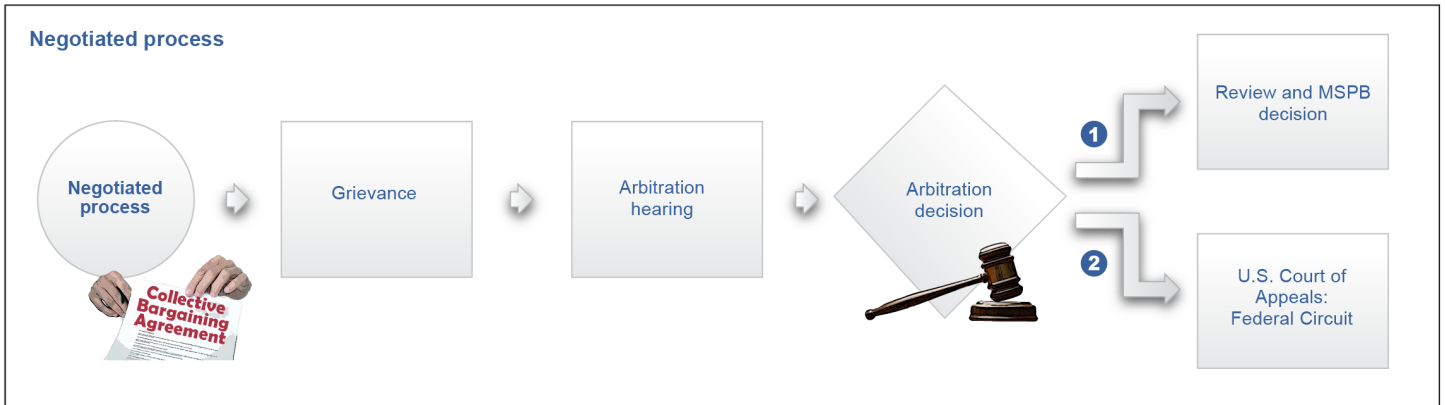 Negotiated process
Negotiated
process
Collective
Bargaining
Agreement
Grievance
Arbitration
hearing
Arbitration
decision
1
Review and MSPB
decision
2
U.S. Court of
Appeals:
Federal Circuit